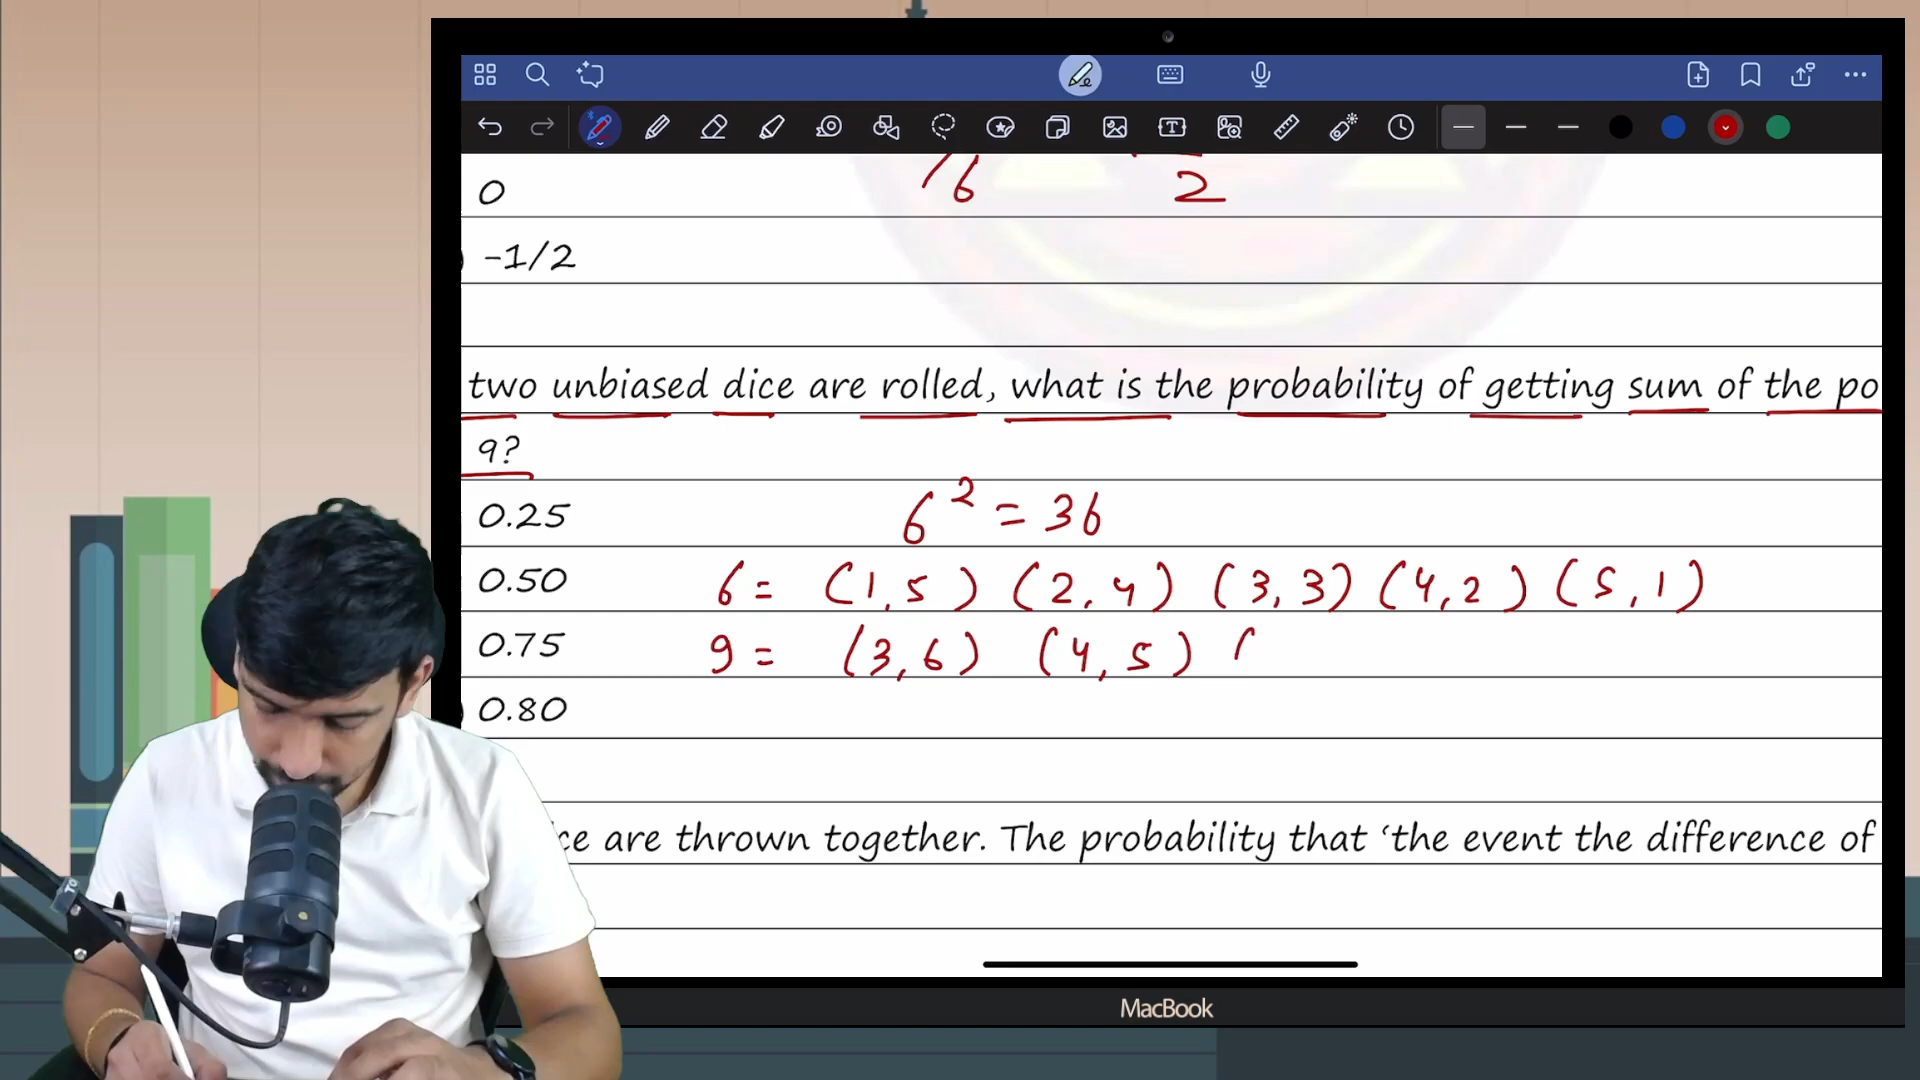 0
/6
2
-1/2
two unbiased dice are rolled, what is the probability of getting sum of the po
9?
0.25
6² = 36
0.50
6 = (1,5) (2,4) (3,3) (4,2) (5,1)
0.75
9 = (3,6) (4,5) (
0.80
ce are thrown together. The probability that ‘the event the difference of
MacBook